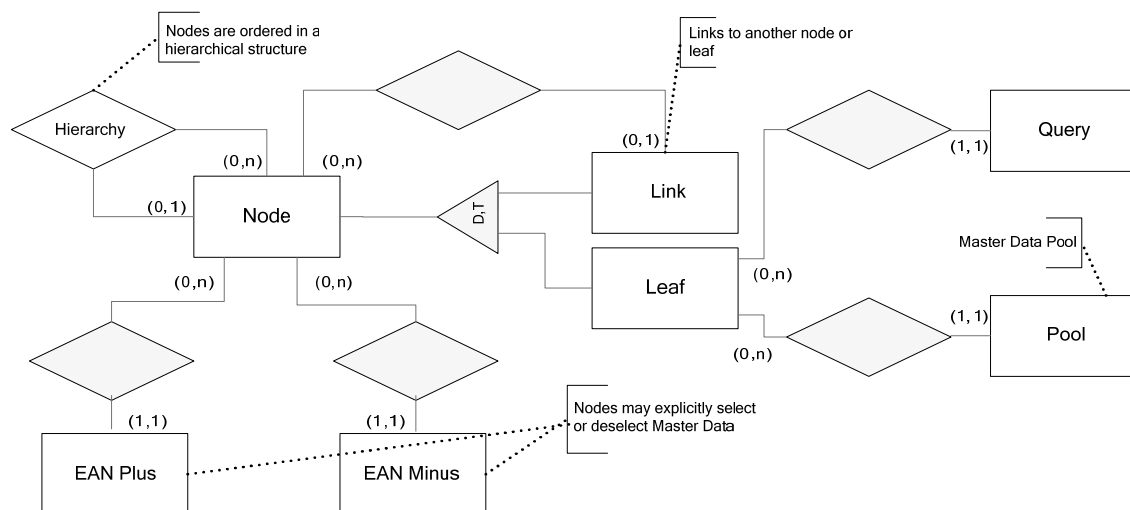 Nodes are ordered in a
hierarchical structure
Links to another node or
leaf
Hierarchy
(0,n)
(0,n)
(0,1)
(1,1)
Query
Link
D,T
(0,1)
Node
Master Data Pool
(0,n)
(0,n)
(0,n)
Leaf
(1,1)
Pool
(0,n)
Nodes may explicitly select
or deselect Master Data
(1,1)
(1,1)
EAN Plus
EAN Minus